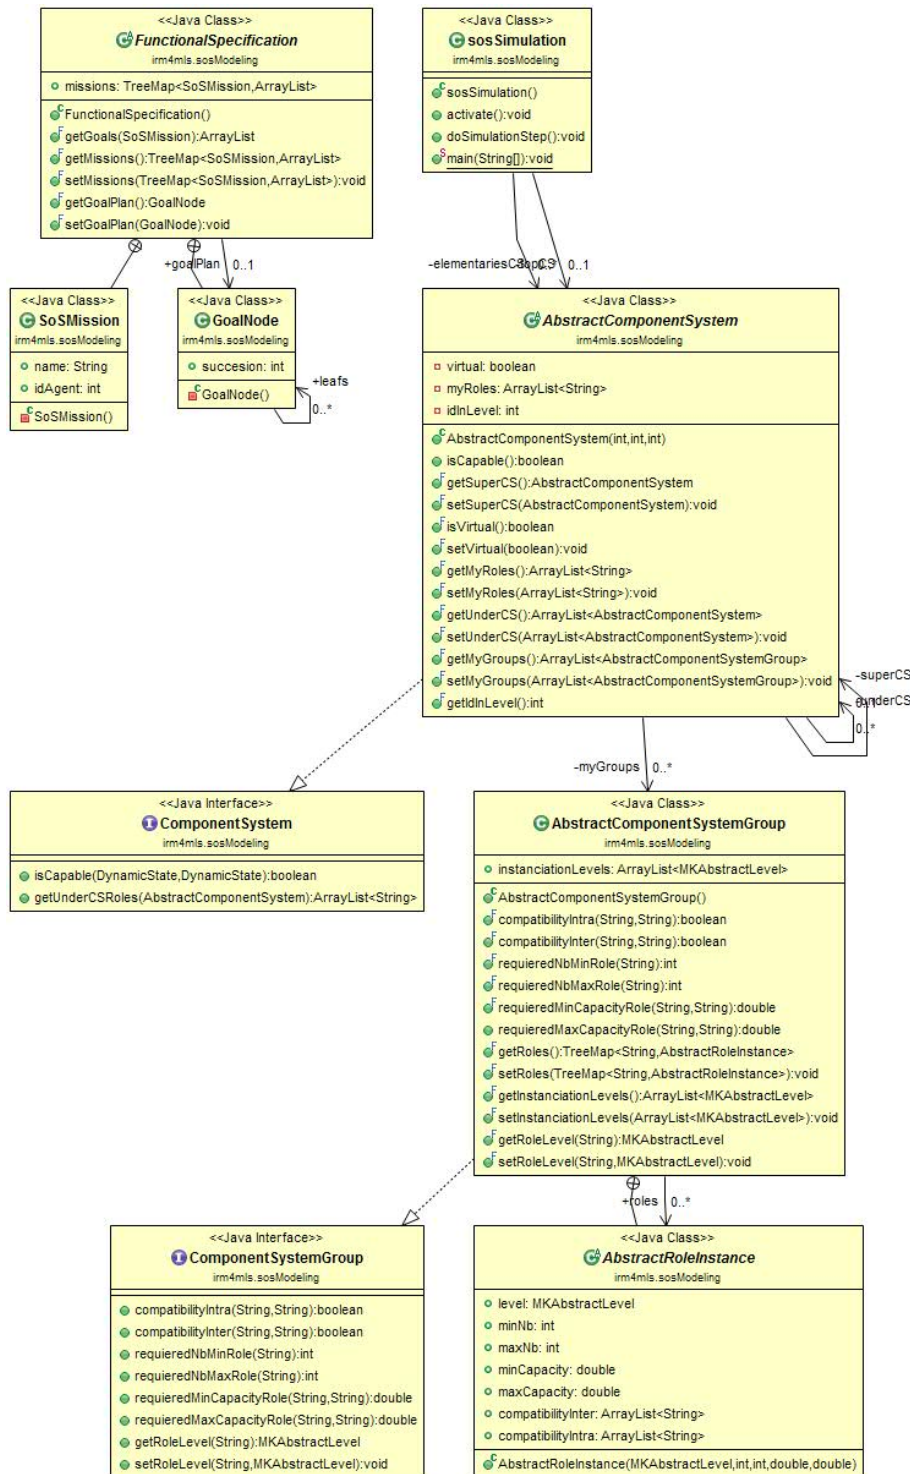 <<Java Class>>
FunctionalSpecification
irm4mls.sosModeling
missions: TreeMap<SoSMission,ArrayList>
FunctionalSpecification()
getGoals(SoSMission):ArrayList
getMissions():TreeMap<SoSMission,ArrayList>
setMissions(TreeMap<SoSMission,ArrayList>):void
getGoalPlan():GoalNode
setGoalPlan(GoalNode):void
<<Java Class>>
sosSimulation
irm4mls.sosModeling
sosSimulation()
activate():void
doSimulationStep():void
main(String[]):void
+goalPlan 0..1
-elementariesCS
0..1
<<Java Class>>
SoSMission
irm4mls.sosModeling
name: String
idAgent: int
SoSMission()
<<Java Class>>
GoalNode
irm4mls.sosModeling
succesion: int
GoalNode()
+leafs
0..*
<<Java Class>>
AbstractComponentSystem
irm4mls.sosModeling
virtual: boolean
myRoles: ArrayList<String>
idInLevel: int
AbstractComponentSystem(int,int,int)
isCapable():boolean
getSuperCS():AbstractComponentSystem
setSuperCS(AbstractComponentSystem):void
isVirtual():boolean
setVirtual(boolean):void
getMyRoles():ArrayList<String>
setMyRoles(ArrayList<String>):void
getUnderCS():ArrayList<AbstractComponentSystem>
setUnderCS(ArrayList<AbstractComponentSystem>):void
getMyGroups():ArrayList<AbstractComponentSystemGroup>
setMyGroups(ArrayList<AbstractComponentSystemGroup>):void
getIdInLevel():int
-superCS
0..*
-myGroups 0..*
<<Java Interface>>
ComponentSystem
irm4mls.sosModeling
isCapable(DynamicState,DynamicState):boolean
getUnderCSRoles(AbstractComponentSystem):ArrayList<String>
<<Java Class>>
AbstractComponentSystemGroup
irm4mls.sosModeling
instanciationLevels: ArrayList<MKAbstractLevel>
AbstractComponentSystemGroup()
compatibilityIntra(String,String):boolean
compatibilityInter(String,String):boolean
requieredNbMinRole(String):int
requieredNbMaxRole(String):int
requieredMinCapacityRole(String,String):double
requieredMaxCapacityRole(String,String):double
getRoles():TreeMap<String,AbstractRoleInstance>
setRoles(TreeMap<String,AbstractRoleInstance>):void
getInstanciationLevels():ArrayList<MKAbstractLevel>
setInstanciationLevels(ArrayList<MKAbstractLevel>):void
getRoleLevel(String):MKAbstractLevel
setRoleLevel(String,MKAbstractLevel):void
+roles 0..*
<<Java Interface>>
ComponentSystemGroup
irm4mls.sosModeling
compatibilityIntra(String,String):boolean
compatibilityInter(String,String):boolean
requieredNbMinRole(String):int
requieredNbMaxRole(String):int
requieredMinCapacityRole(String,String):double
requieredMaxCapacityRole(String,String):double
getRoleLevel(String):MKAbstractLevel
setRoleLevel(String,MKAbstractLevel):void
<<Java Class>>
AbstractRoleInstance
irm4mls.sosModeling
level: MKAbstractLevel
minNb: int
maxNb: int
minCapacity: double
maxCapacity: double
compatibilityInter: ArrayList<String>
compatibilityIntra: ArrayList<String>
AbstractRoleInstance(MKAbstractLevel,int,int,double,double)